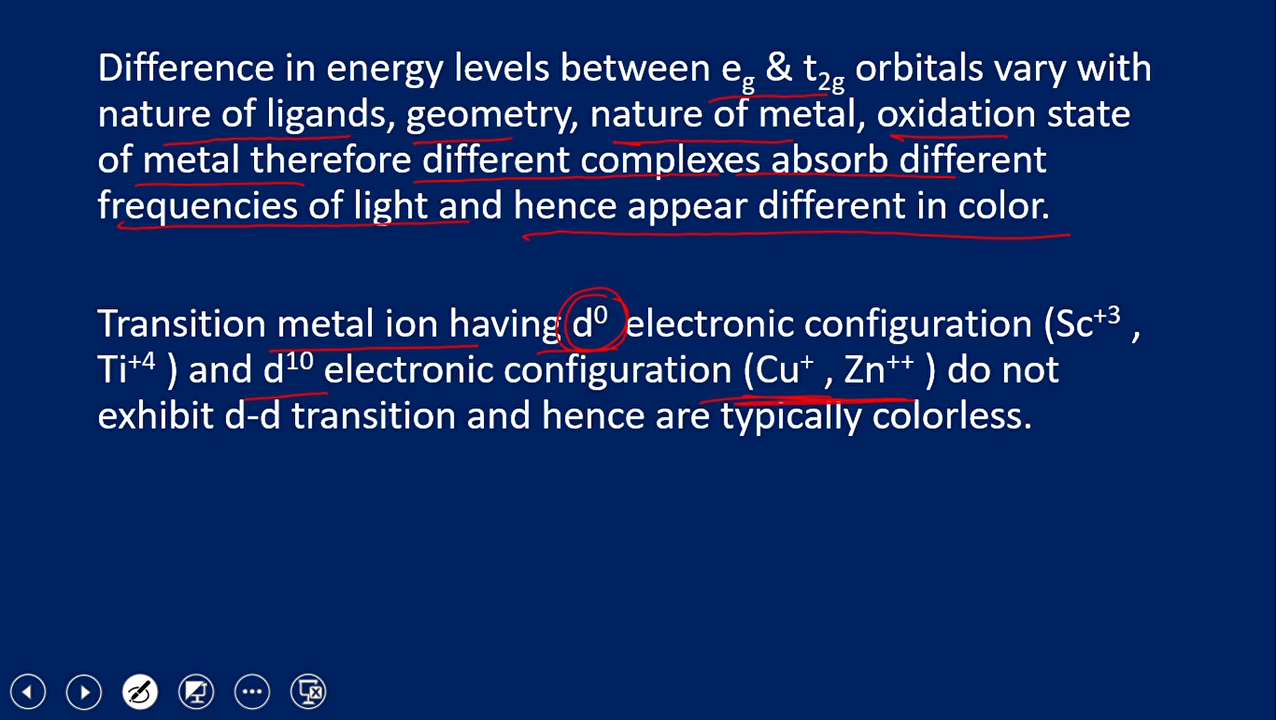 Difference in energy levels between e₉ & t₂g orbitals vary with
nature of ligands, geometry, nature of metal, oxidation state
of metal therefore different complexes absorb different
frequencies of light and hence appear different in color.
Transition metal ion having d⁰ electronic configuration (Sc⁺³ ,
Ti⁺⁴ ) and d¹⁰ electronic configuration (Cu⁺ , Zn⁺⁺ ) do not
exhibit d-d transition and hence are typically colorless.